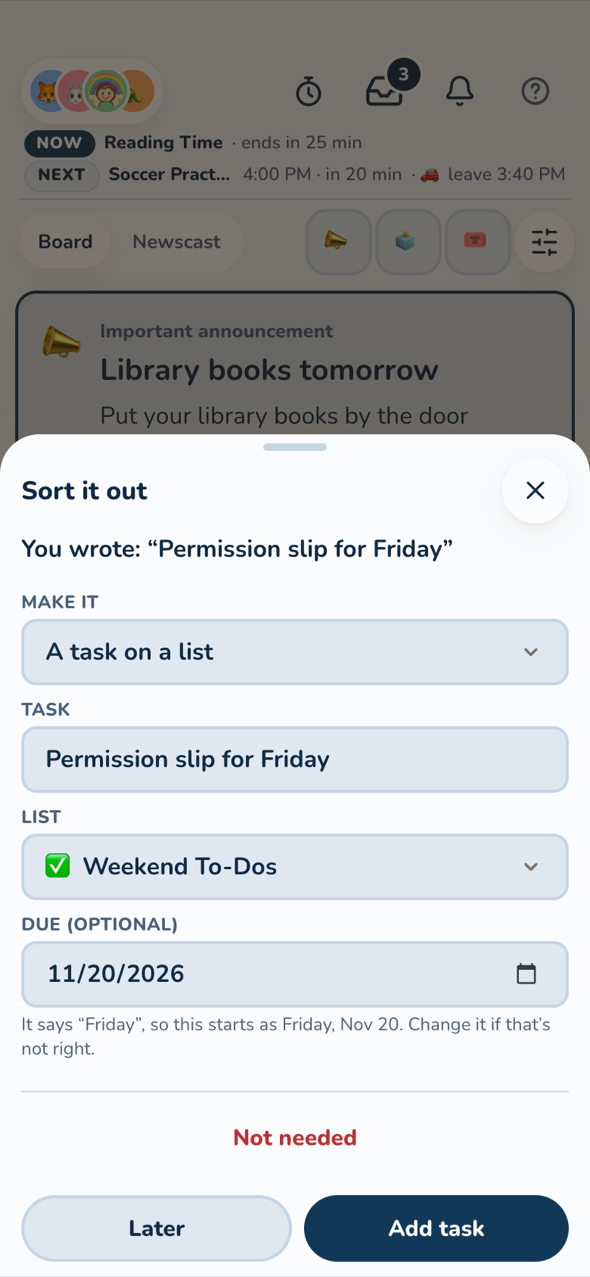 3
NOW Reading Time · ends in 25 min
NEXT Soccer Pract... 4:00 PM · in 20 min · leave 3:40 PM
Board Newscast
Important announcement
Library books tomorrow
Put your library books by the door
Sort it out
You wrote: “Permission slip for Friday”
MAKE IT
A task on a list
TASK
Permission slip for Friday
LIST
Weekend To-Dos
DUE (OPTIONAL)
11/20/2026
It says “Friday”, so this starts as Friday, Nov 20. Change it if that’s
not right.
Not needed
Later Add task